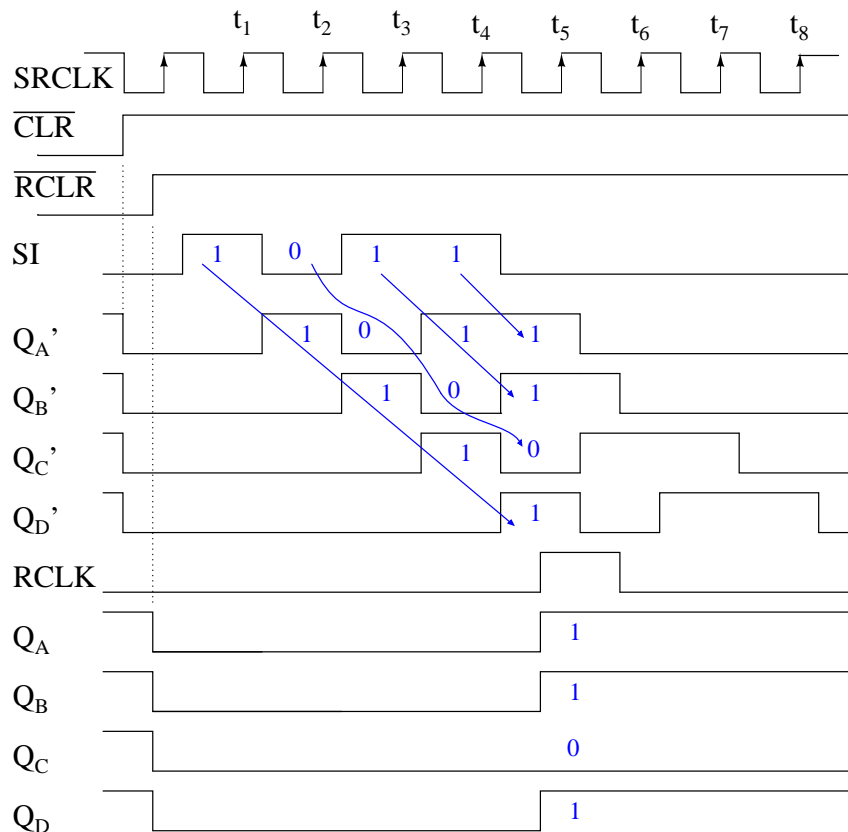 t1 t2 t3 t4 t5 t6 t7 t8
SRCLK
CLR
RCLR
SI 1 0 1 1
QA' 1 0 1 1
QB' 1 0 1
QC' 1 0
QD' 1
RCLK
QA 1
QB 1
QC 0
QD 1